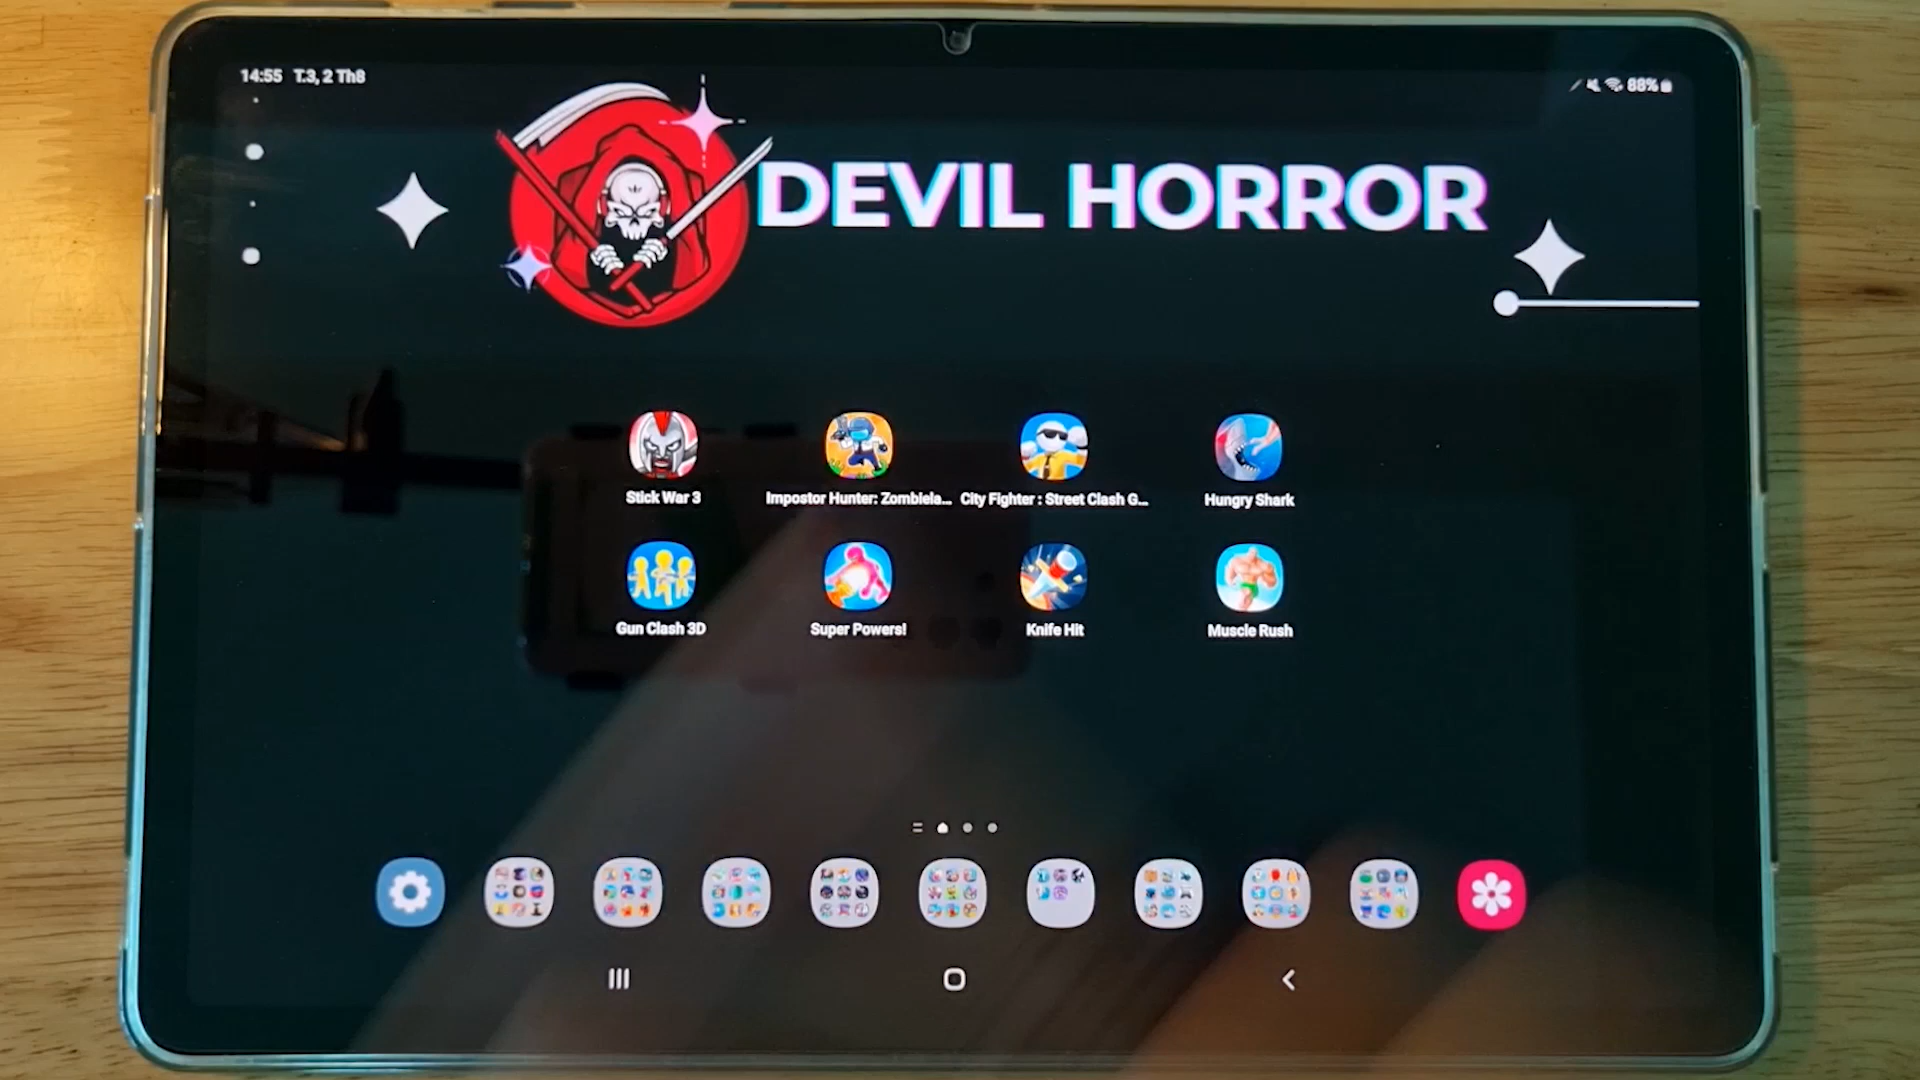 14:55 T.3, 2 Th8
88%
DEVIL HORROR
Stick War 3
Impostor Hunter: Zombiela...
City Fighter : Street Clash G...
Hungry Shark
Gun Clash 3D
Super Powers!
Knife Hit
Muscle Rush